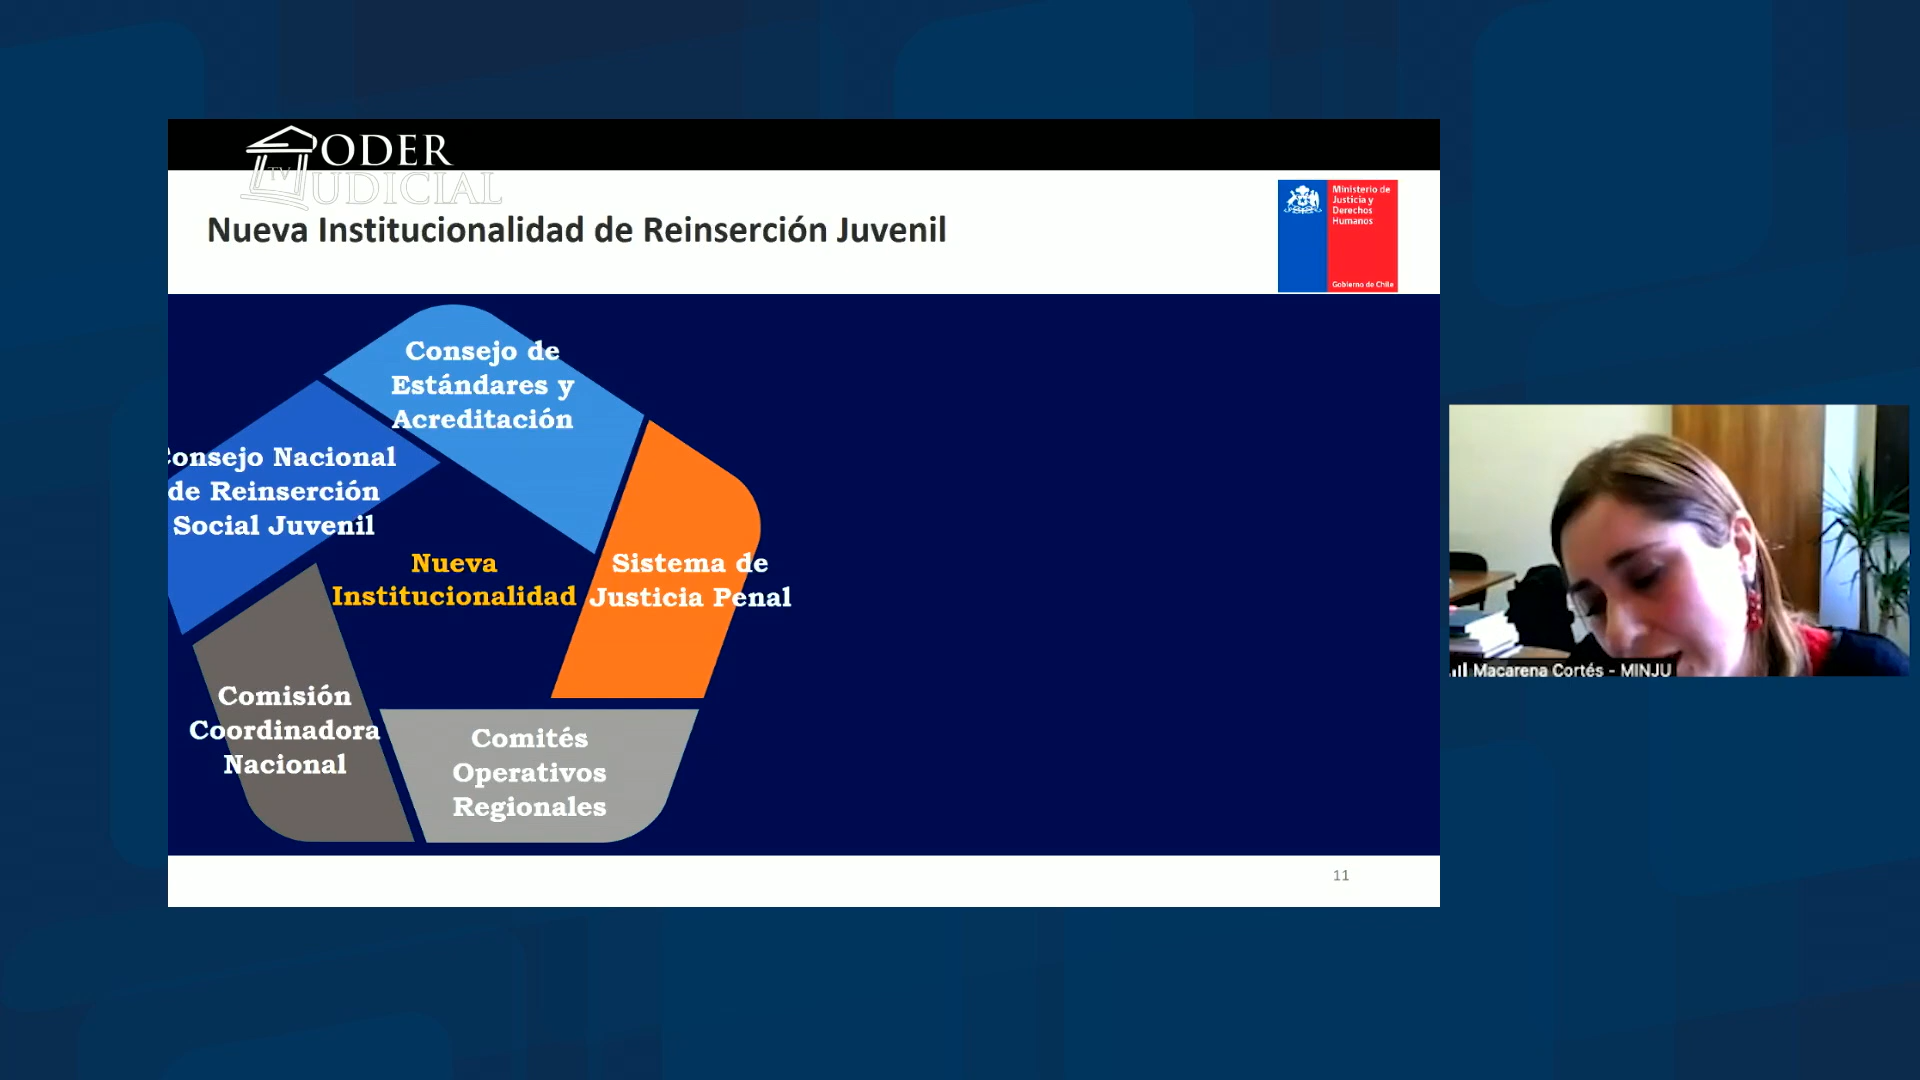 PODER
TV
JUDICIAL
Nueva Institucionalidad de Reinserción Juvenil
Ministerio de
Justicia y
Derechos
Humanos
Gobierno de Chile
Consejo de
Estándares y
Acreditación
onsejo Nacional
de Reinserción
Social Juvenil
Nueva
Institucionalidad
Sistema de
Justicia Penal
Comisión
Coordinadora
Nacional
Comités
Operativos
Regionales
11
Macarena Cortés - MINJU